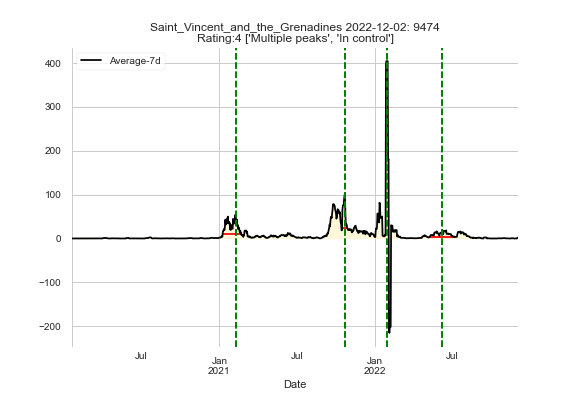 Saint_Vincent_and_the_Grenadines 2022-12-02: 9474
Rating:4 ['Multiple peaks', 'In control']
Average-7d
400
300
200
100
0
−100
−200
Jul
Jan
2021
Jul
Jan
2022
Jul
Date